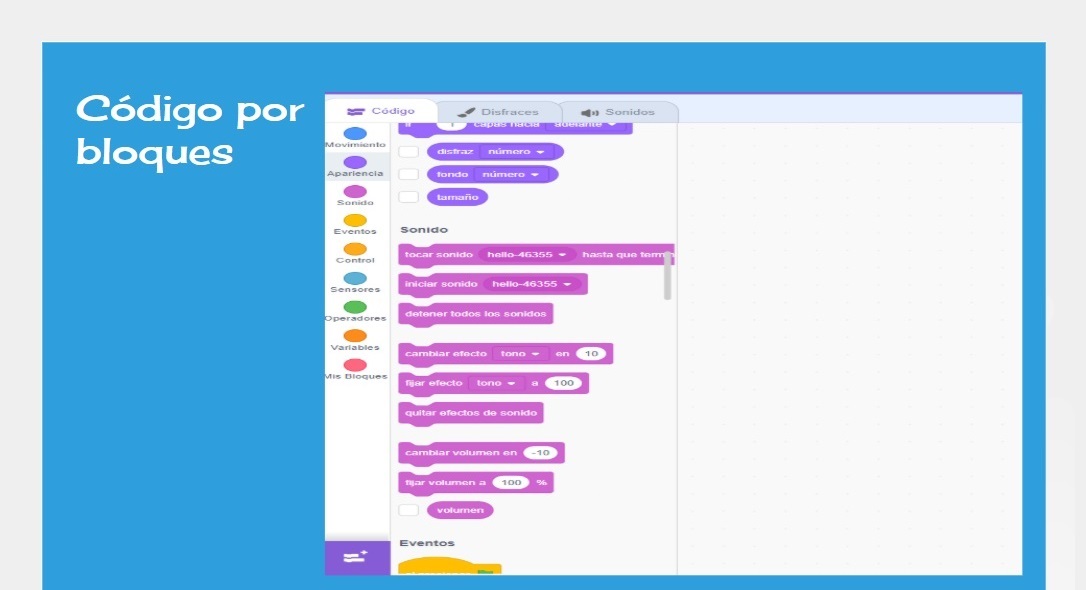 Código por
bloques
Código
Disfraces
Sonidos
Movimiento
Apariencia
Sonido
Eventos
Control
Sensores
Operadores
Variables
Mis Bloques
1 capas hacia adelante
disfraz número
fondo número
tamaño
Sonido
tocar sonido hello-46355 hasta que
iniciar sonido hello-46355
detener todos los sonidos
cambiar efecto tono en 10
fijar efecto tono a 100
quitar efectos de sonido
cambiar volumen en -10
fijar volumen a 100 %
volumen
Eventos